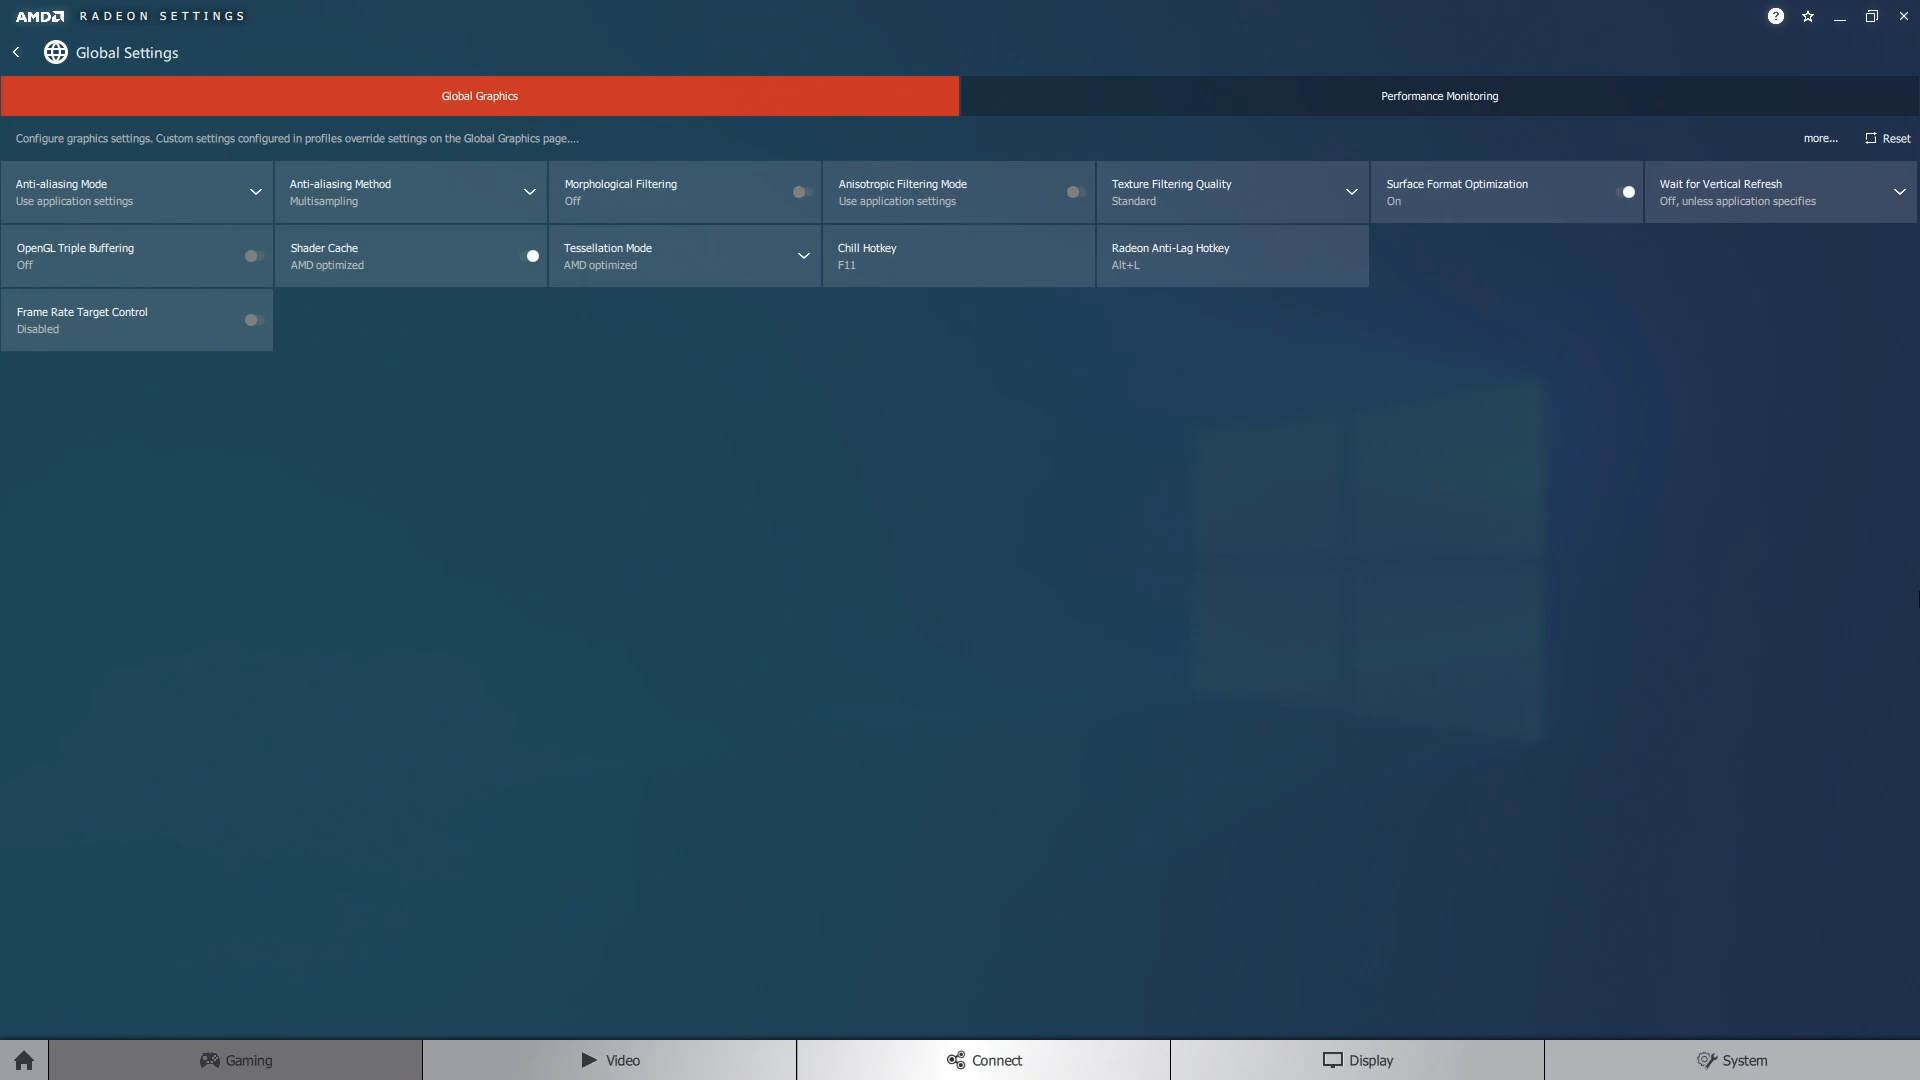 AMD RADEON SETTINGS
Global Settings
Global Graphics
Performance Monitoring
Configure graphics settings. Custom settings configured in profiles override settings on the Global Graphics page....
more...
Reset
Anti-aliasing Mode
Use application settings
Anti-aliasing Method
Multisampling
Morphological Filtering
Off
Anisotropic Filtering Mode
Use application settings
Texture Filtering Quality
Standard
Surface Format Optimization
On
Wait for Vertical Refresh
Off, unless application specifies
OpenGL Triple Buffering
Off
Shader Cache
AMD optimized
Tessellation Mode
AMD optimized
Chill Hotkey
F11
Radeon Anti-Lag Hotkey
Alt+L
Frame Rate Target Control
Disabled
Gaming
Video
Connect
Display
System